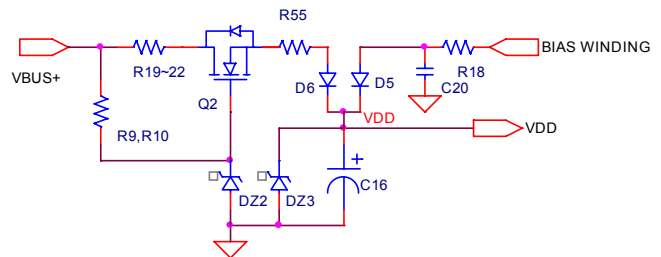 R55
R19~22
BIAS WINDING
VBUS+
R18
D6
D5
C20
Q2
R9,R10
VDD
VDD
+
C16
DZ2
DZ3